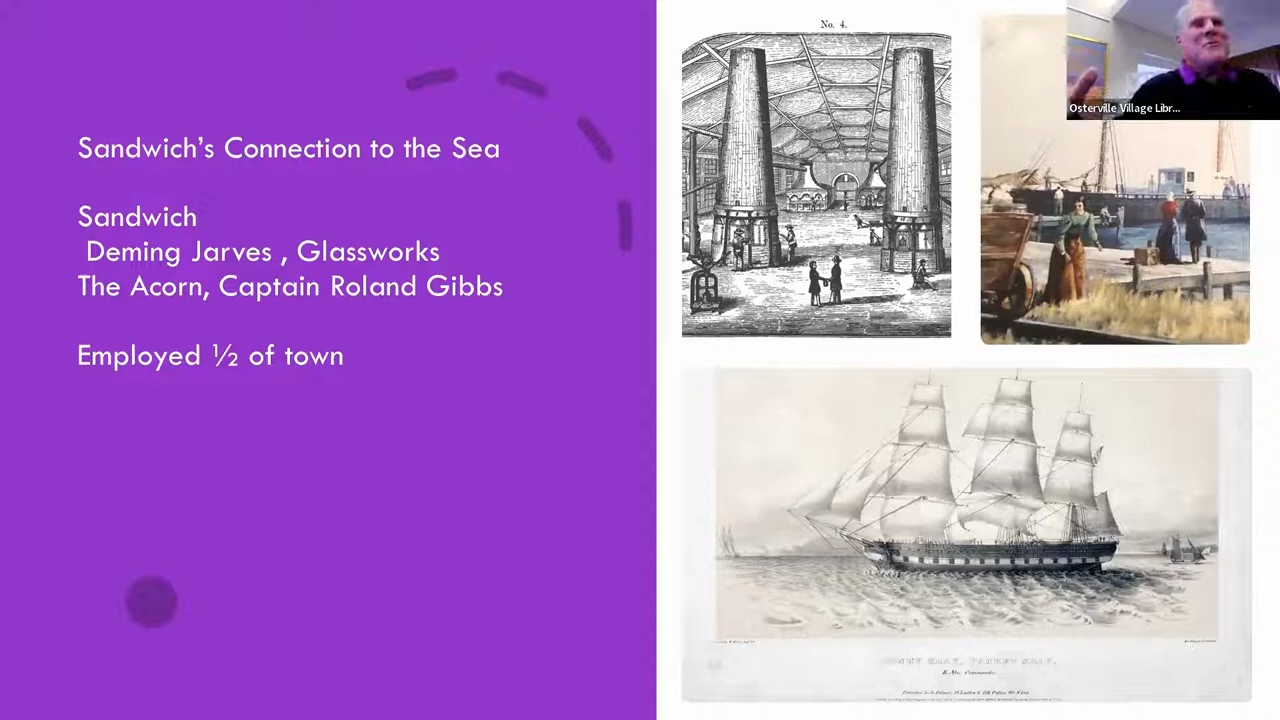 Sandwich's Connection to the Sea
Sandwich
Deming Jarves , Glassworks
The Acorn, Captain Roland Gibbs
Employed ½ of town
No. 4.
Osterville Village Libr...
Commander.